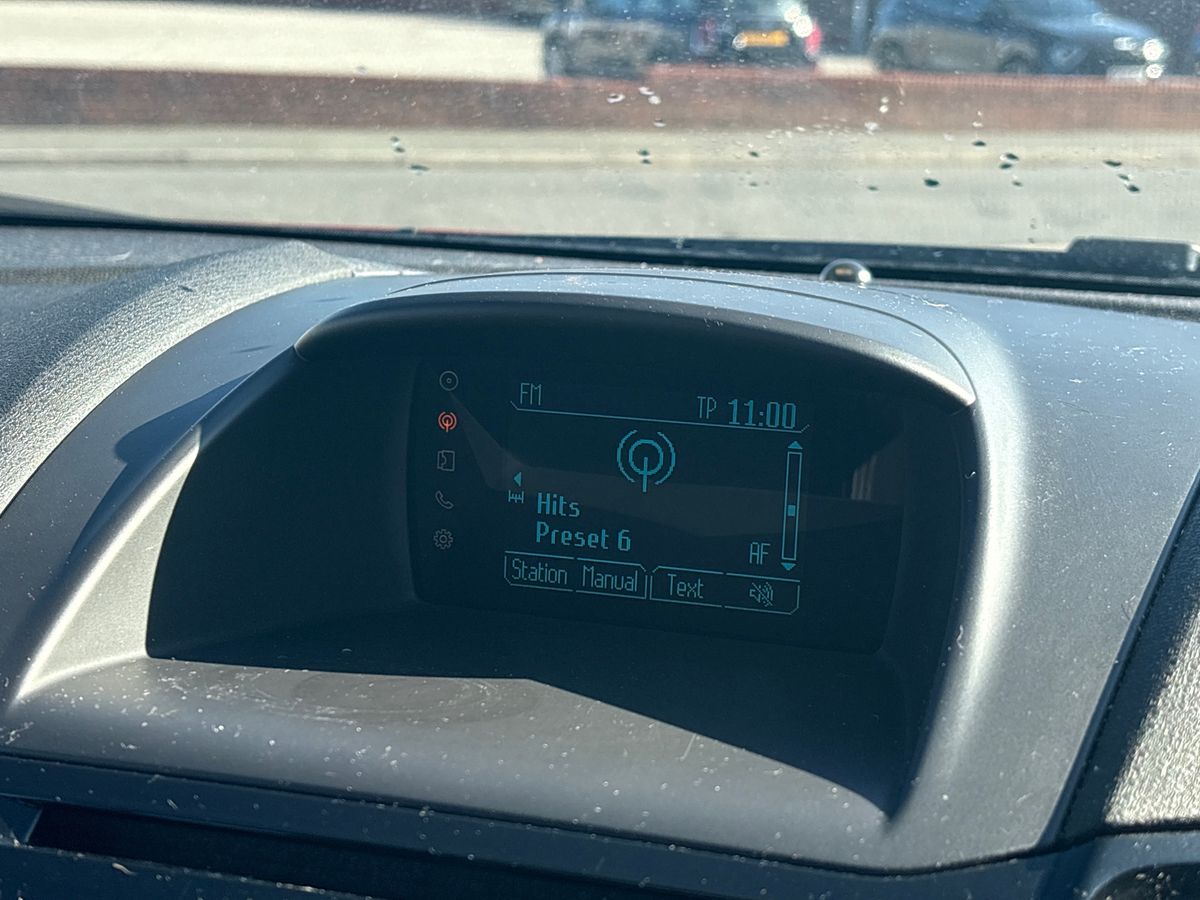 FM TP 11:00
Hits
Preset 6 AF
Station Manual Text